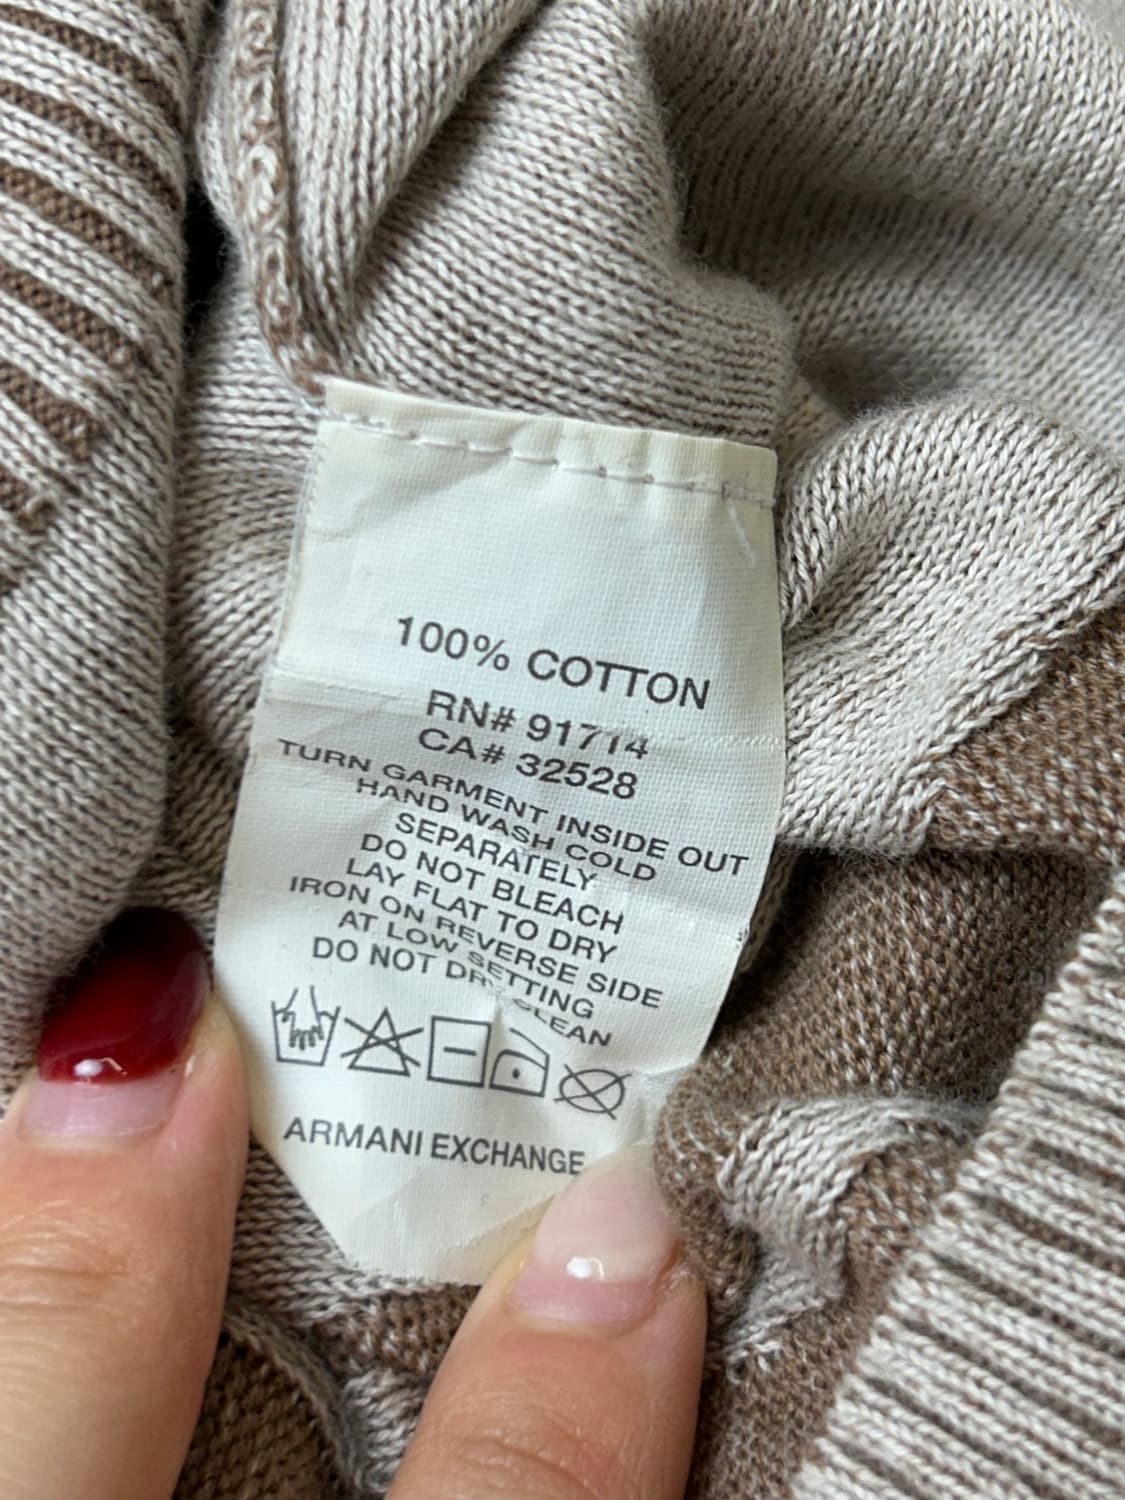 100% COTTON
RN# 91714
CA# 32528
TURN GARMENT INSIDE OUT
HAND WASH COLD
SEPARATELY
DO NOT BLEACH
LAY FLAT TO DRY
IRON ON REVERSE SIDE
AT LOW SETTING
DO NOT DRY CLEAN
ARMANI EXCHANGE